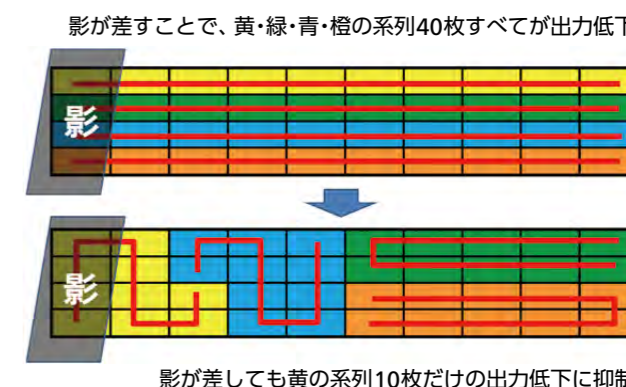 影が差すことで、黄・緑・青・橙の系列40枚すべてが出力低下
影
影
影が差しても黄の系列10枚だけの出力低下に抑制